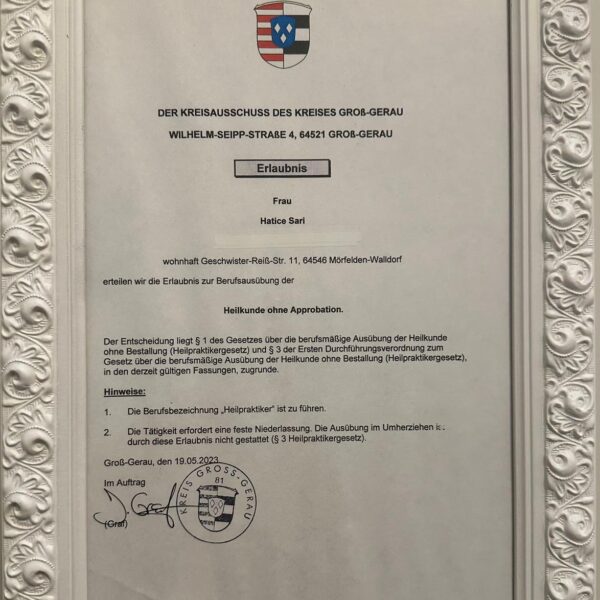 DER KREISAUSSCHUSS DES KREISES GROß-GERAU
WILHELM-SEIPP-STRAßE 4, 64521 GROß-GERAU
Erlaubnis
Frau
Hatice Sari
wohnhaft Geschwister-Reiß-Str. 11, 64546 Mörfelden-Walldorf
erteilen wir die Erlaubnis zur Berufsausübung der
Heilkunde ohne Approbation.
Der Entscheidung liegt § 1 des Gesetzes über die berufsmäßige Ausübung der Heilkunde
ohne Bestallung (Heilpraktikergesetz) und § 3 der Ersten Durchführungsverordnung zum
Gesetz über die berufsmäßige Ausübung der Heilkunde ohne Bestallung (Heilpraktikergesetz),
in den derzeit gültigen Fassungen, zugrunde.
Hinweise:
1. Die Berufsbezeichnung „Heilpraktiker" ist zu führen.
2. Die Tätigkeit erfordert eine feste Niederlassung. Die Ausübung im Umherziehen
durch diese Erlaubnis nicht gestattet (§ 3 Heilpraktikergesetz).
Groß-Gerau, den 19.05.2023
Im Auftrag
(Graf)
KREIS GROSS-GERAU
81